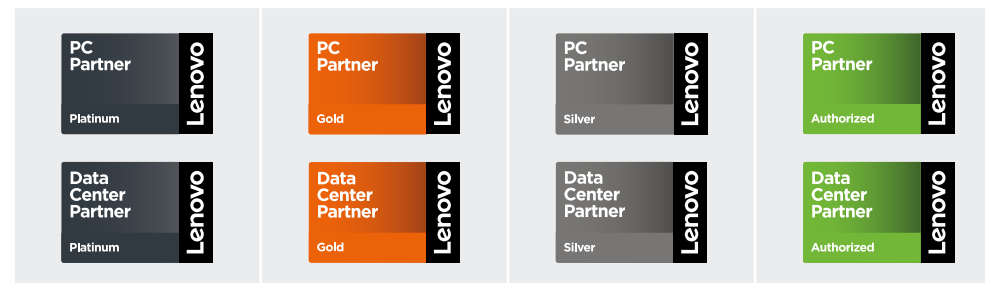 PC
Partner
Platinum
Lenovo
PC
Partner
Gold
Lenovo
PC
Partner
Silver
Lenovo
PC
Partner
Authorized
Lenovo
Data
Center
Partner
Platinum
Lenovo
Data
Center
Partner
Gold
Lenovo
Data
Center
Partner
Silver
Lenovo
Data
Center
Partner
Authorized
Lenovo